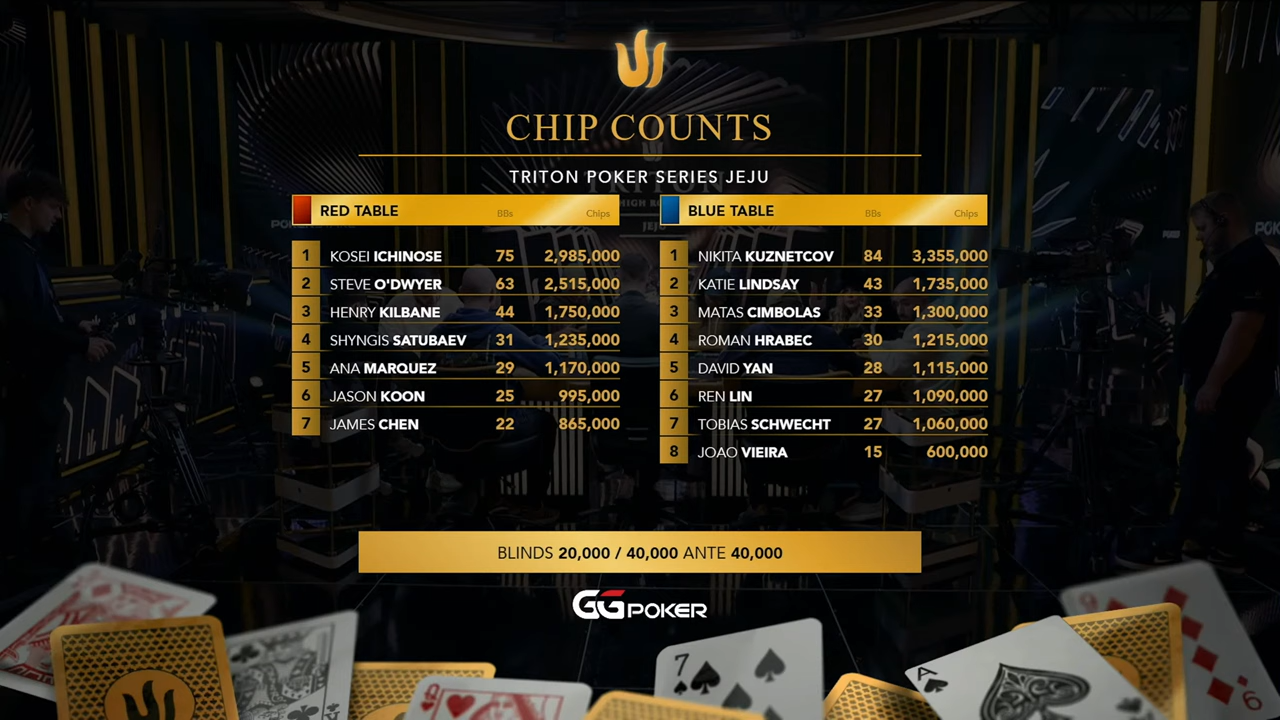 CHIP COUNTS
TRITON POKER SERIES JEJU
RED TABLE BBs Chips
1 KOSEI ICHINOSE 75 2,985,000
2 STEVE O'DWYER 63 2,515,000
3 HENRY KILBANE 44 1,750,000
4 SHYNGIS SATUBAEV 31 1,235,000
5 ANA MARQUEZ 29 1,170,000
6 JASON KOON 25 995,000
7 JAMES CHEN 22 865,000
BLUE TABLE BBs Chips
1 NIKITA KUZNETCOV 84 3,355,000
2 KATIE LINDSAY 43 1,735,000
3 MATAS CIMBOLAS 33 1,300,000
4 ROMAN HRABEC 30 1,215,000
5 DAVID YAN 28 1,115,000
6 REN LIN 27 1,090,000
7 TOBIAS SCHWECHT 27 1,060,000
8 JOAO VIEIRA 15 600,000
BLINDS 20,000 / 40,000 ANTE 40,000
GGPOKER
7
A
9